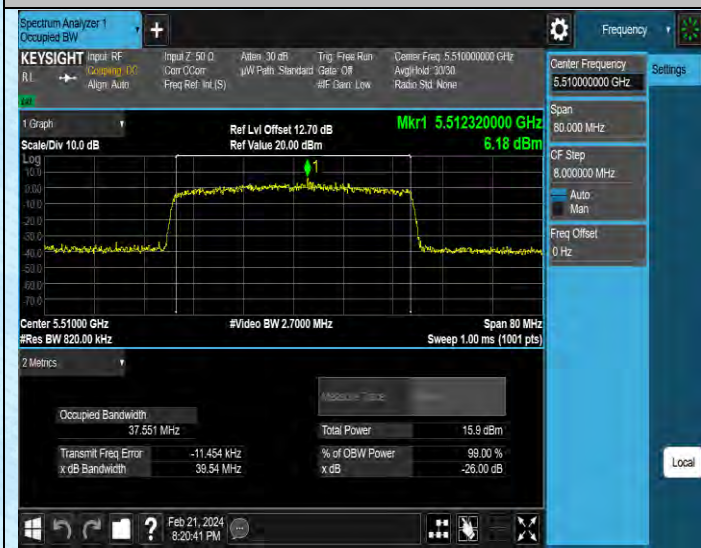 Spectrum Analyzer 1
Occupied BW
Frequency
KEYSIGHT
RL
Input: RF
Coupling: DC
Align: Auto
Input Z: 50 Ω
Corr CCorr
Freq Ref: Int (S)
Atten: 30 dB
µW Path: Standard
Trig: Free Run
Gate: Off
#IF Gain: Low
Center Freq: 5.510000000 GHz
Avg|Hold: 30/30
Radio Std: None
Center Frequency
5.510000000 GHz
Settings
Span
80.000 MHz
CF Step
8.000000 MHz
Auto
Man
Freq Offset
0 Hz
1 Graph
Scale/Div 10.0 dB
Ref Lvl Offset 12.70 dB
Ref Value 20.00 dBm
Mkr1 5.512320000 GHz
6.18 dBm
Log
10.0
0.00
-10.0
-20.0
-30.0
-40.0
-50.0
-60.0
-70.0
1
Center 5.51000 GHz
#Video BW 2.7000 MHz
Span 80 MHz
#Res BW 820.00 kHz
Sweep 1.00 ms (1001 pts)
2 Metrics
Measure Trace
Occupied Bandwidth
37.551 MHz
Total Power
15.9 dBm
Transmit Freq Error
-11.454 kHz
% of OBW Power
99.00 %
x dB Bandwidth
39.54 MHz
x dB
-26.00 dB
Local
Feb 21, 2024
8:20:41 PM